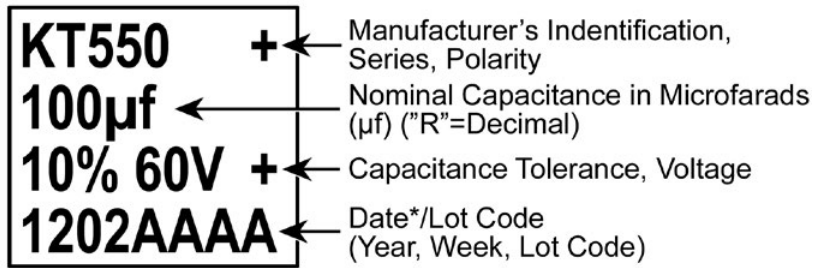 KT550 +
Manufacturer’s Indentification,
Series, Polarity
100µf
Nominal Capacitance in Microfarads
(µf) (”R”=Decimal)
10% 60V +
Capacitance Tolerance, Voltage
1202AAAA
Date*/Lot Code
(Year, Week, Lot Code)